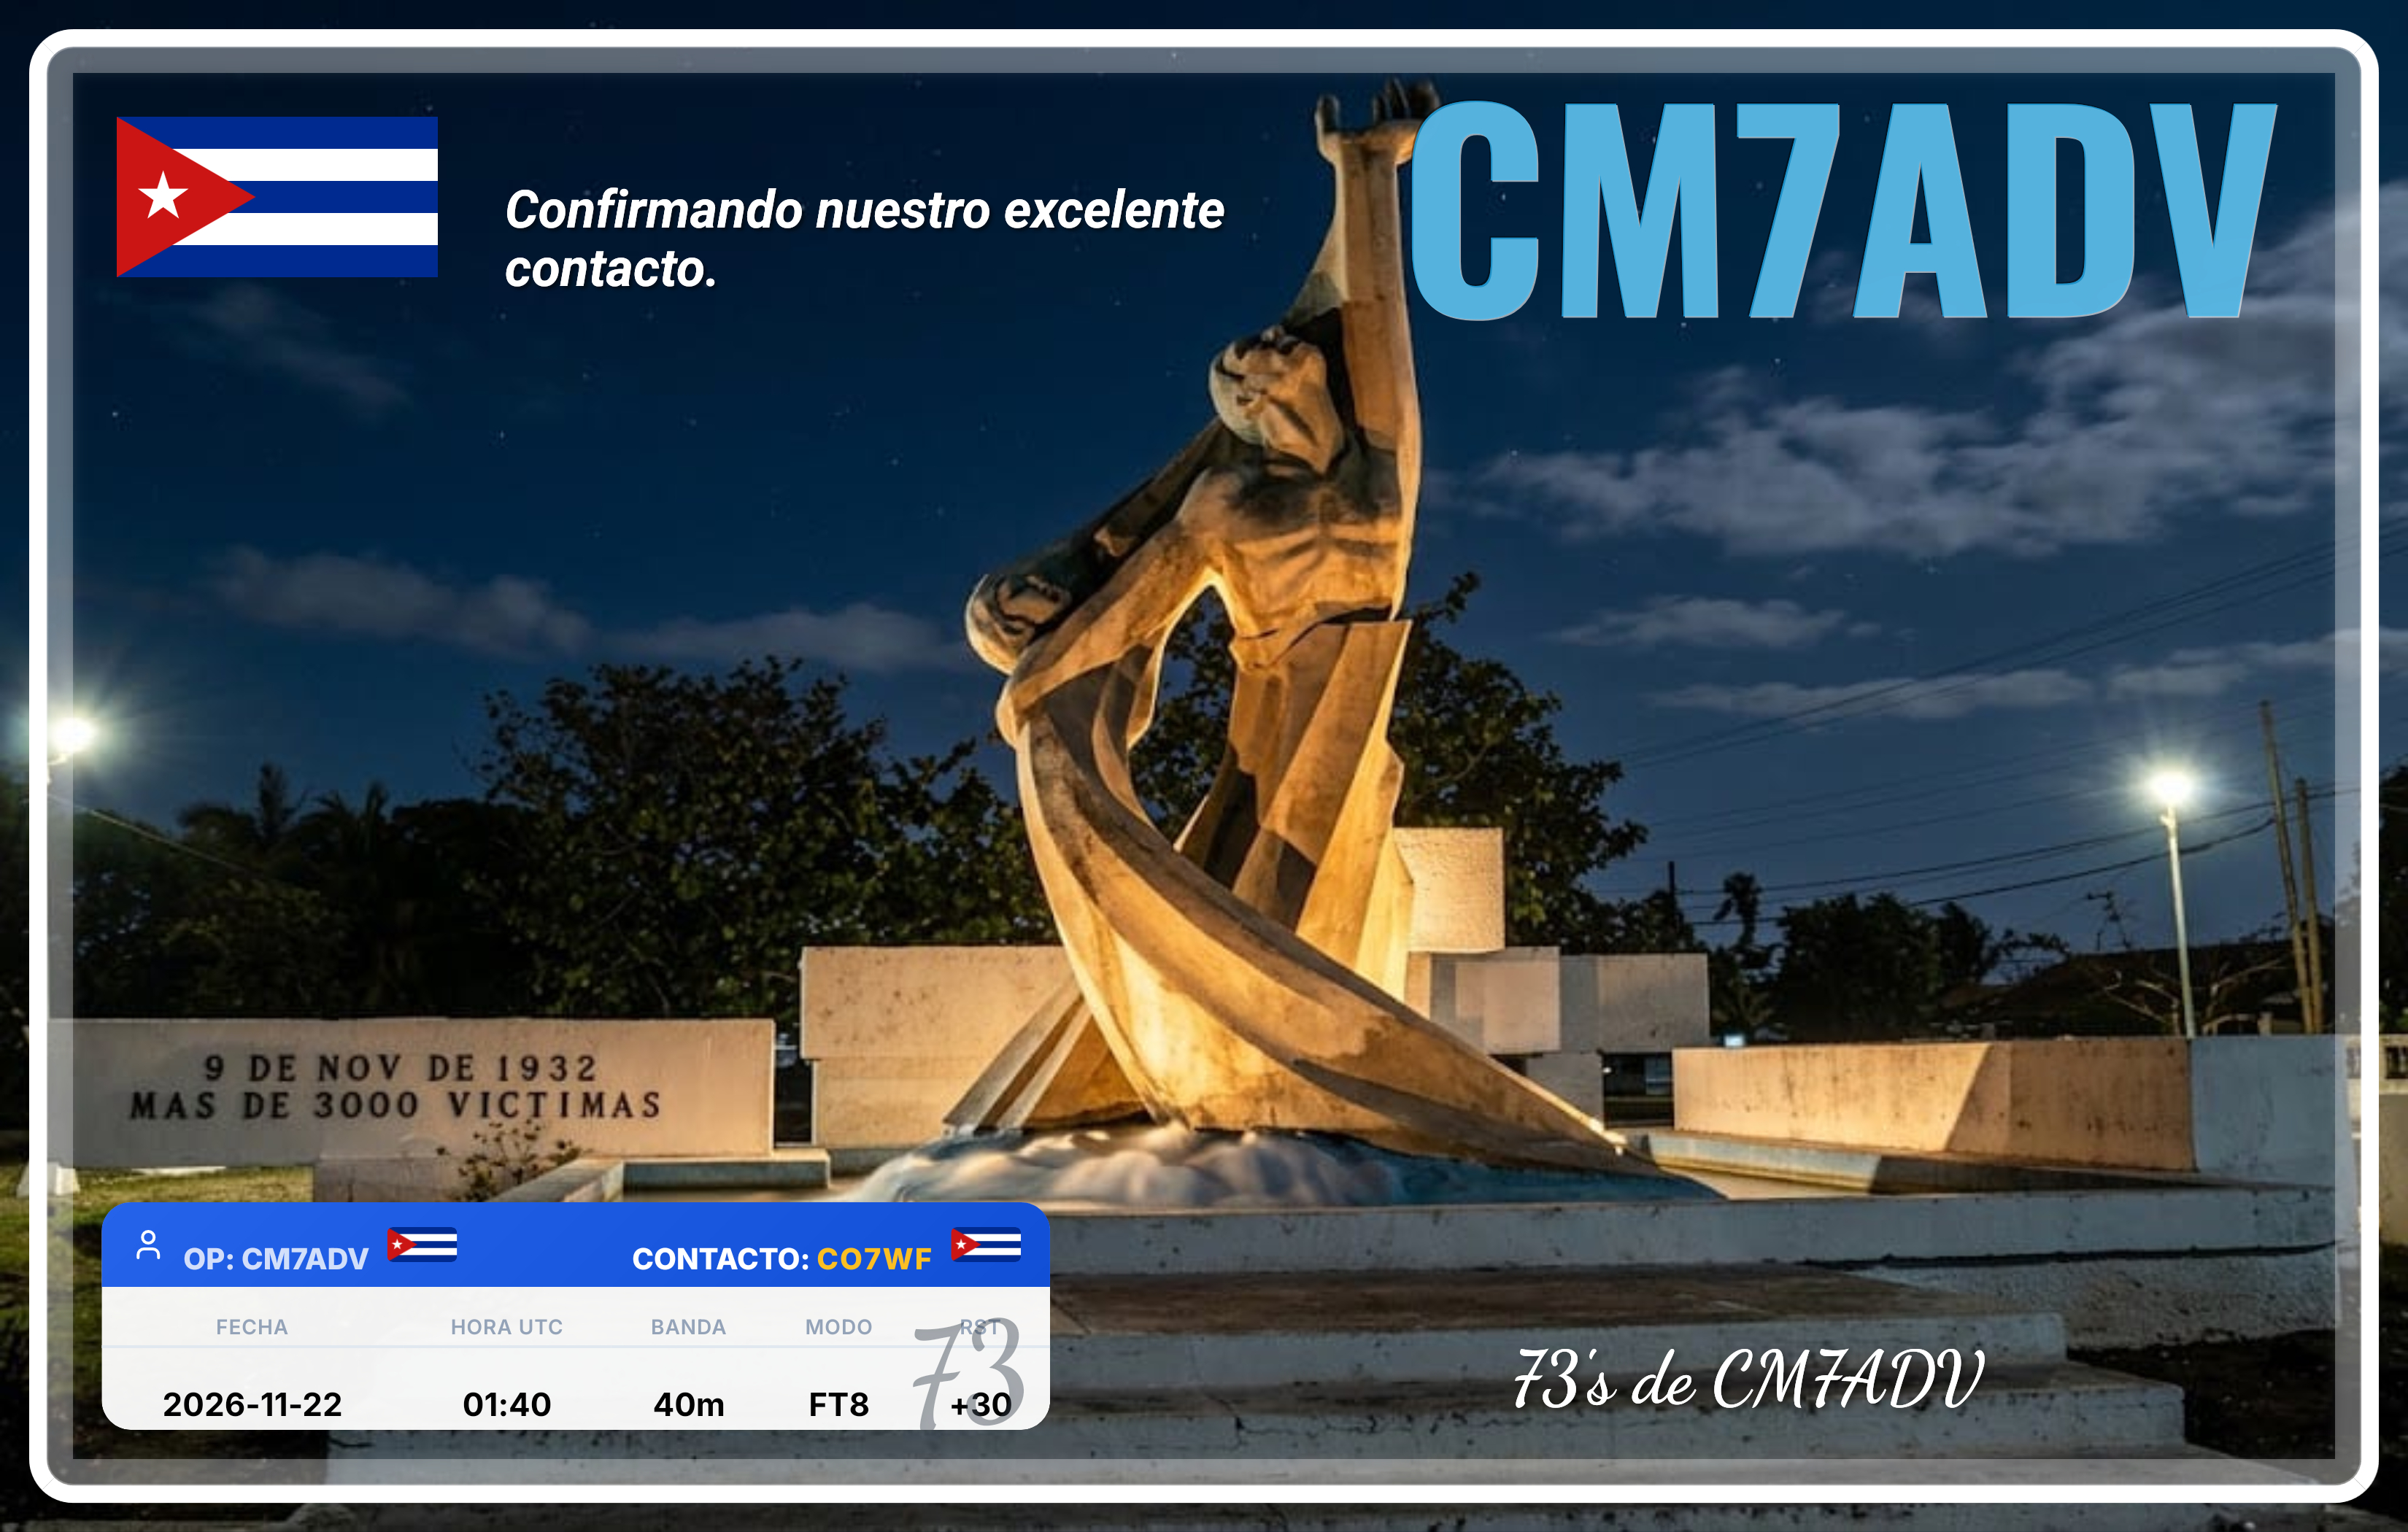 CM7ADV
Confirmando nuestro excelente
contacto.
9 DE NOV DE 1932
MAS DE 3000 VICTIMAS
OP: CM7ADV CONTACTO: CO7WF
FECHA HORA UTC BANDA MODO RST
73
2026-11-22 01:40 40m FT8 +30
73's de CM7ADV